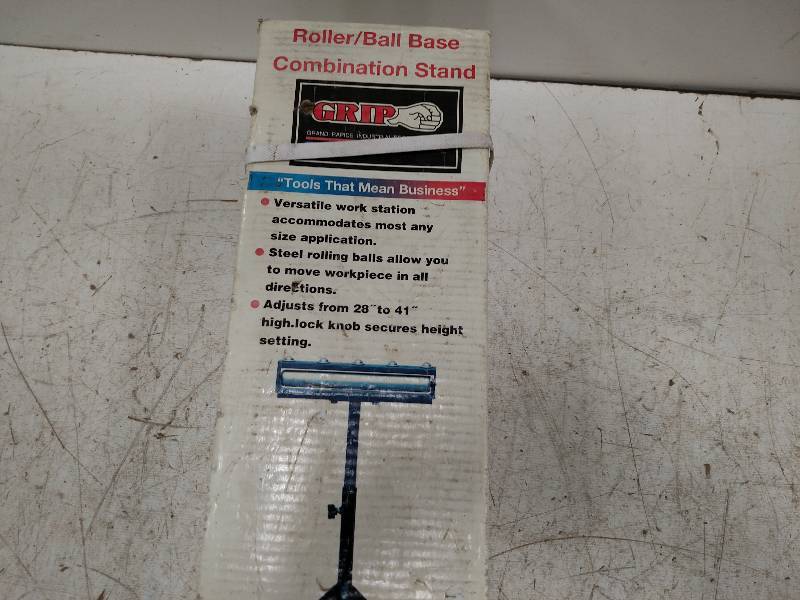 Roller/Ball Base
Combination Stand
GRIP
GRAND RAPIDS INDUSTRIAL
"Tools That Mean Business"
Versatile work station
accommodates most any
size application.
Steel rolling balls allow you
to move workpiece in all
directions.
Adjusts from 28" to 41"
high.lock knob secures height
setting.